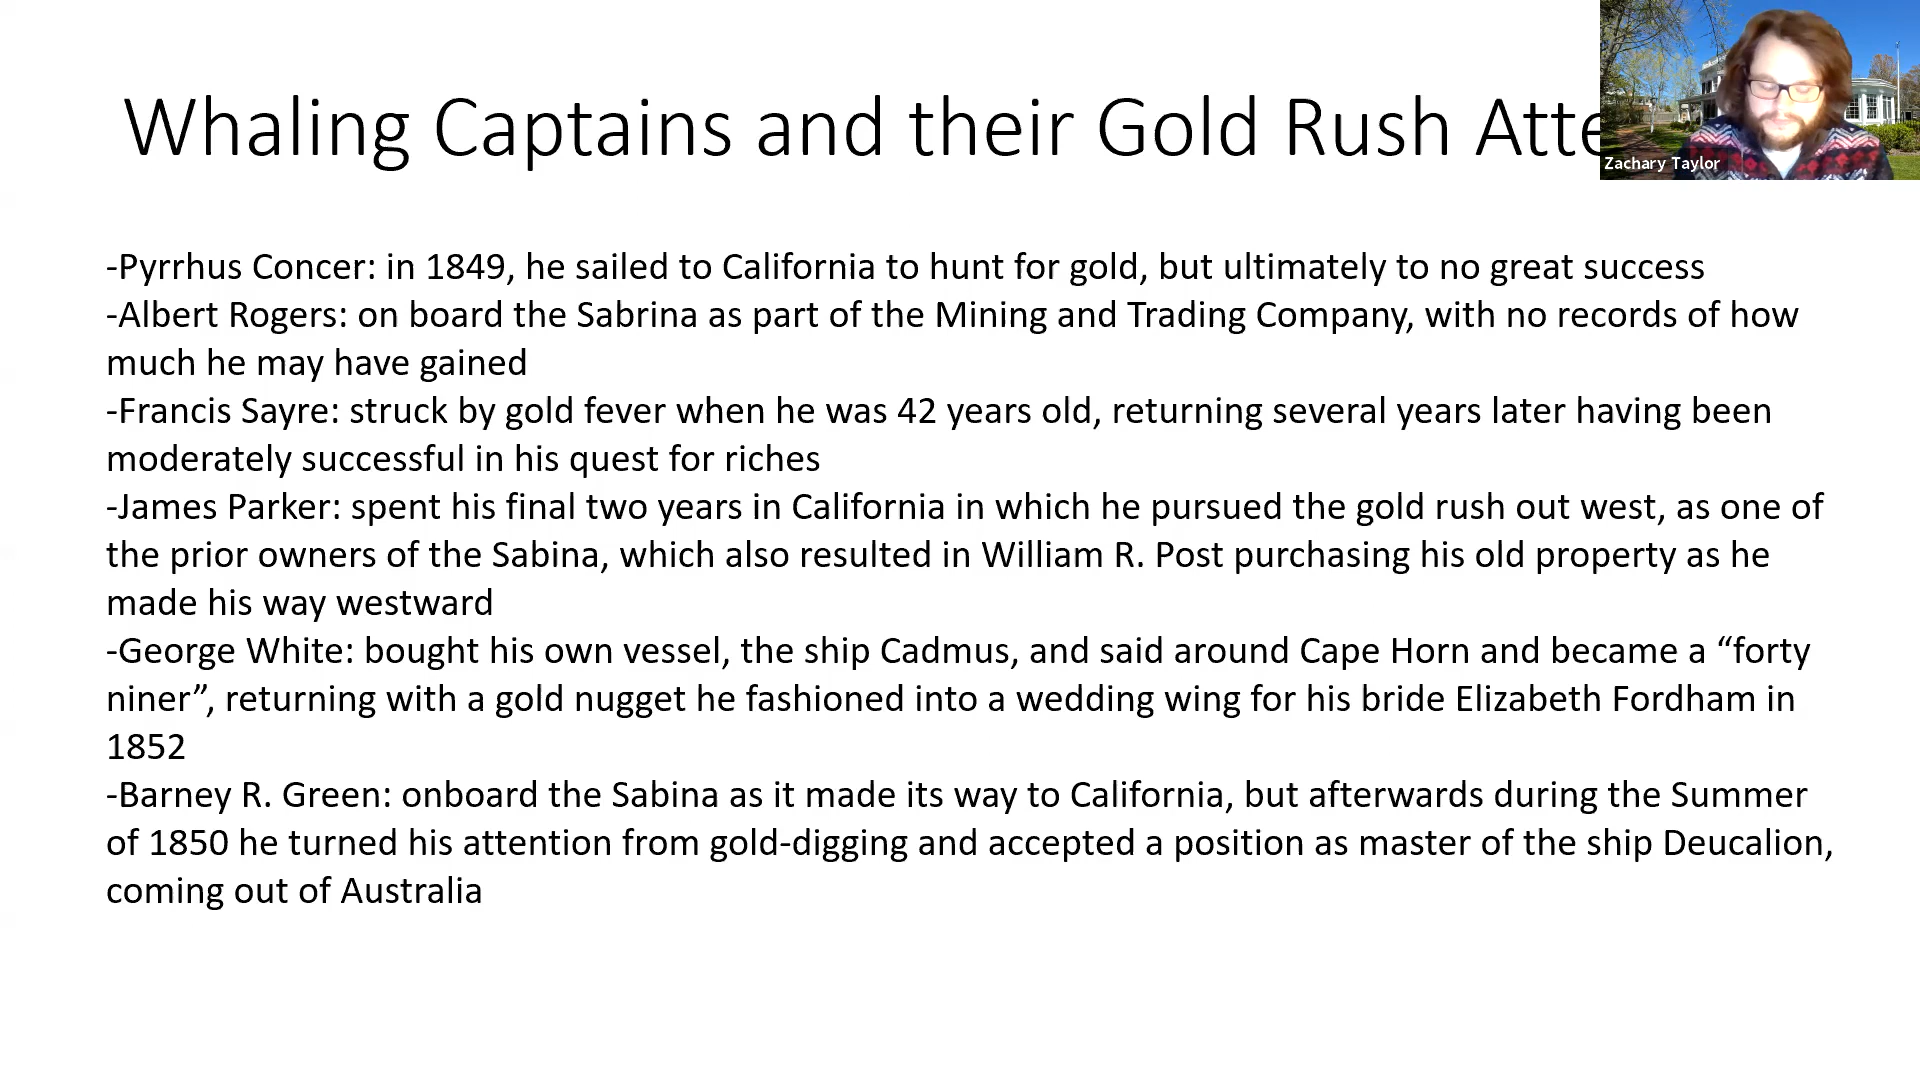 Whaling Captains and their Gold Rush
Zachary Taylor
-Pyrrhus Concer: in 1849, he sailed to California to hunt for gold, but ultimately to no great success
-Albert Rogers: on board the Sabrina as part of the Mining and Trading Company, with no records of how
much he may have gained
-Francis Sayre: struck by gold fever when he was 42 years old, returning several years later having been
moderately successful in his quest for riches
-James Parker: spent his final two years in California in which he pursued the gold rush out west, as one of
the prior owners of the Sabina, which also resulted in William R. Post purchasing his old property as he
made his way westward
-George White: bought his own vessel, the ship Cadmus, and said around Cape Horn and became a “forty
niner”, returning with a gold nugget he fashioned into a wedding wing for his bride Elizabeth Fordham in
1852
-Barney R. Green: onboard the Sabina as it made its way to California, but afterwards during the Summer
of 1850 he turned his attention from gold-digging and accepted a position as master of the ship Deucalion,
coming out of Australia